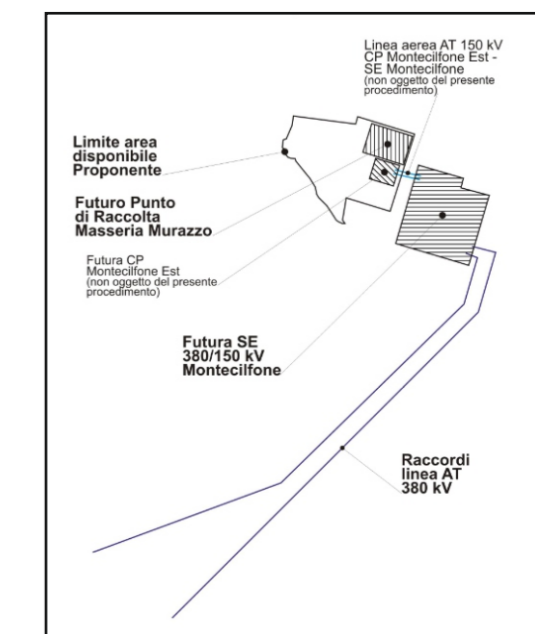 Linea aerea AT 150 kV
CP Montecilfone Est -
SE Montecilfone
(non oggetto del presente
procedimento)
Limite area
disponibile
Proponente
Futuro Punto
di Raccolta
Masseria Murazzo
Futura CP
Montecilfone Est
(non oggetto del presente
procedimento)
Futura SE
380/150 kV
Montecilfone
Raccordi
linea AT
380 kV